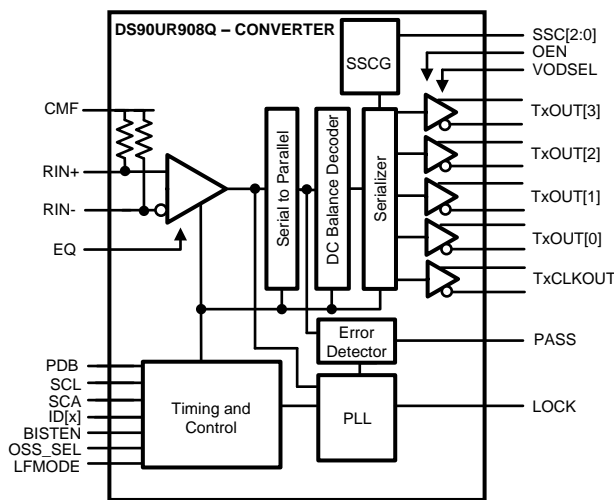 DS90UR908Q – CONVERTER
SSC[2:0]
OEN
VODSEL
SSCG
CMF
RIN+
RIN-
EQ
Serial to Parallel
DC Balance Decoder
Serializer
TxOUT[3]
TxOUT[2]
TxOUT[1]
TxOUT[0]
TxCLKOUT
Error
Detector
PASS
PDB
SCL
SCA
ID[x]
BISTEN
OSS_SEL
LFMODE
Timing and
Control
PLL
LOCK